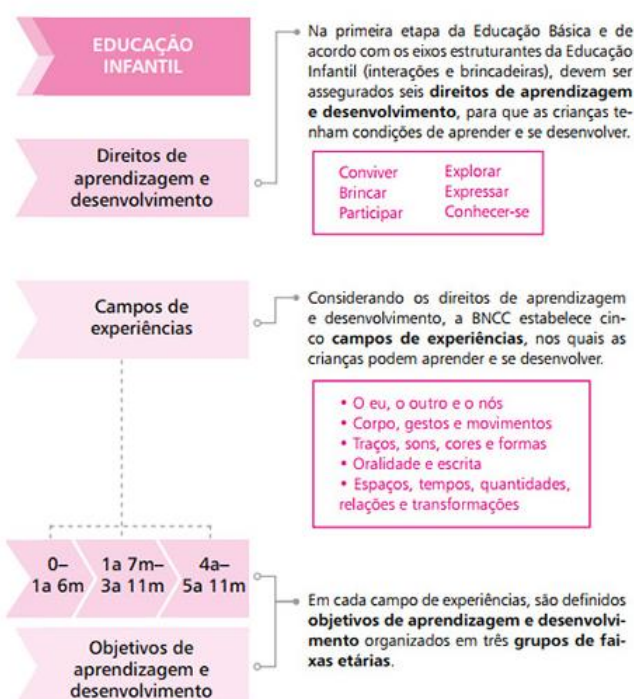 EDUCAÇÃO
INFANTIL
Na primeira etapa da Educação Básica e de
acordo com os eixos estruturantes da Educação
Infantil (interações e brincadeiras), devem ser
assegurados seis direitos de aprendizagem
e desenvolvimento, para que as crianças te-
nham condições de aprender e se desenvolver.
Direitos de
aprendizagem e
desenvolvimento
Conviver
Brincar
Participar
Explorar
Expressar
Conhecer-se
Campos de
experiências
Considerando os direitos de aprendizagem
e desenvolvimento, a BNCC estabelece cin-
co campos de experiências, nos quais as
crianças podem aprender e se desenvolver.
• O eu, o outro e o nós
• Corpo, gestos e movimentos
• Traços, sons, cores e formas
• Oralidade e escrita
• Espaços, tempos, quantidades,
relações e transformações
0–
1a 6m
1a 7m–
3a 11m
4a–
5a 11m
Em cada campo de experiências, são definidos
objetivos de aprendizagem e desenvolvi-
mento organizados em três grupos de fai-
xas etárias.
Objetivos de
aprendizagem e
desenvolvimento